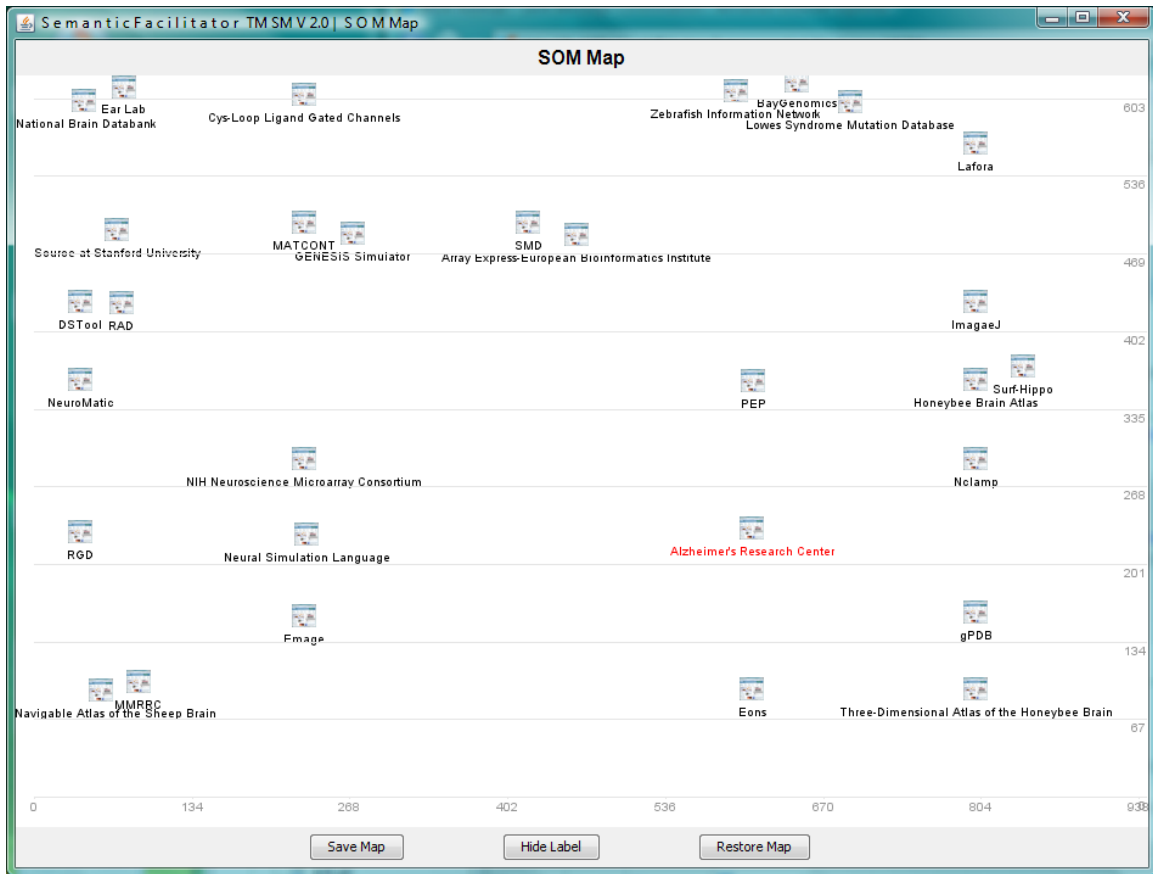 SemanticFacilitator TM SM V 2.0 | S O M Map
SOM Map
Ear Lab
National Brain Databank
Cys-Loop Ligand Gated Channels
BayGenomics
Zebrafish Information Network
Lowes Syndrome Mutation Database
603
Lafora
536
Source at Stanford University
MATCONT
GENESIS Simulator
SMD
Array Express-European Bioinformatics Institute
469
DSTool
RAD
ImagaeJ
402
NeuroMatic
PEP
Surf-Hippo
Honeybee Brain Atlas
335
NIH Neuroscience Microarray Consortium
Nclamp
268
RGD
Neural Simulation Language
Alzheimer's Research Center
201
Emage
gPDB
134
MMRRC
Navigable Atlas of the Sheep Brain
Eons
Three-Dimensional Atlas of the Honeybee Brain
67
0 134 268 402 536 670 804 938
Save Map
Hide Label
Restore Map